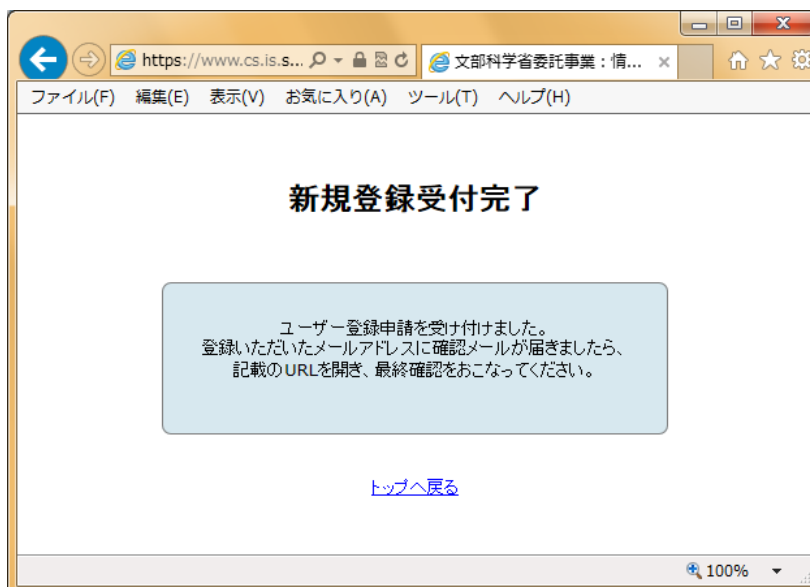 https://www.cs.is.s...
文部科学省委託事業：情...
ファイル(F) 編集(E) 表示(V) お気に入り(A) ツール(T) ヘルプ(H)
新規登録受付完了
ユーザー登録申請を受け付けました。
登録いただいたメールアドレスに確認メールが届きましたら、
記載のURLを開き、最終確認をおこなってください。
トップへ戻る
100%